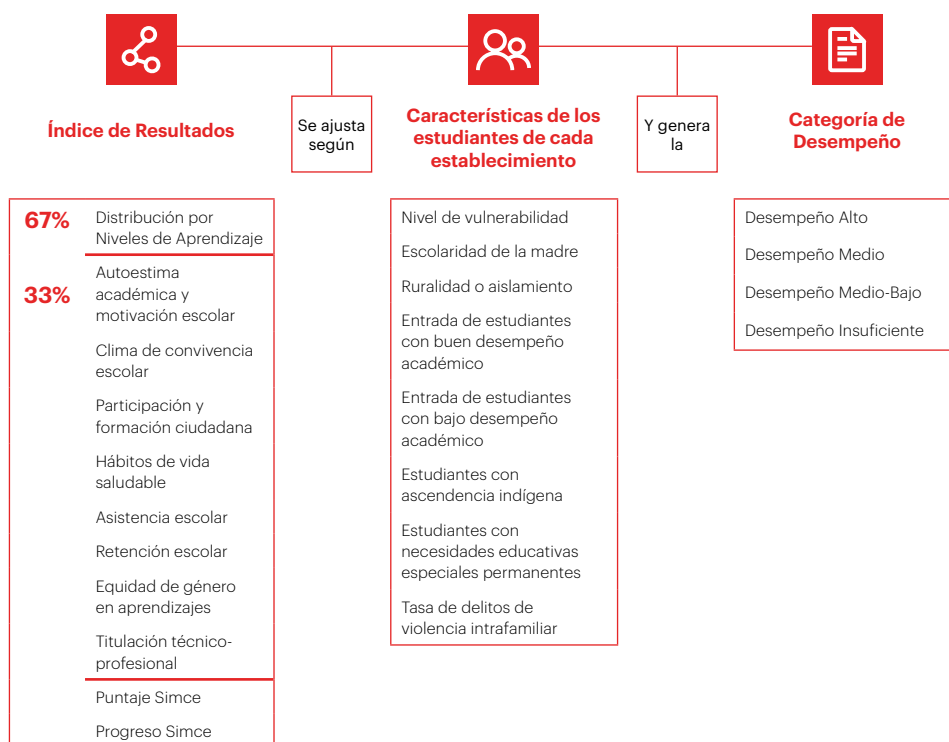 Índice de Resultados
Se ajusta
según
Características de los
estudiantes de cada
establecimiento
Y genera
la
Categoría de
Desempeño
67%
Distribución por
Niveles de Aprendizaje
33%
Autoestima
académica y
motivación escolar
Clima de convivencia
escolar
Participación y
formación ciudadana
Hábitos de vida
saludable
Asistencia escolar
Retención escolar
Equidad de género
en aprendizajes
Titulación técnico-
profesional
Puntaje Simce
Progreso Simce
Nivel de vulnerabilidad
Escolaridad de la madre
Ruralidad o aislamiento
Entrada de estudiantes
con buen desempeño
académico
Entrada de estudiantes
con bajo desempeño
académico
Estudiantes con
ascendencia indígena
Estudiantes con
necesidades educativas
especiales permanentes
Tasa de delitos de
violencia intrafamiliar
Desempeño Alto
Desempeño Medio
Desempeño Medio-Bajo
Desempeño Insuficiente